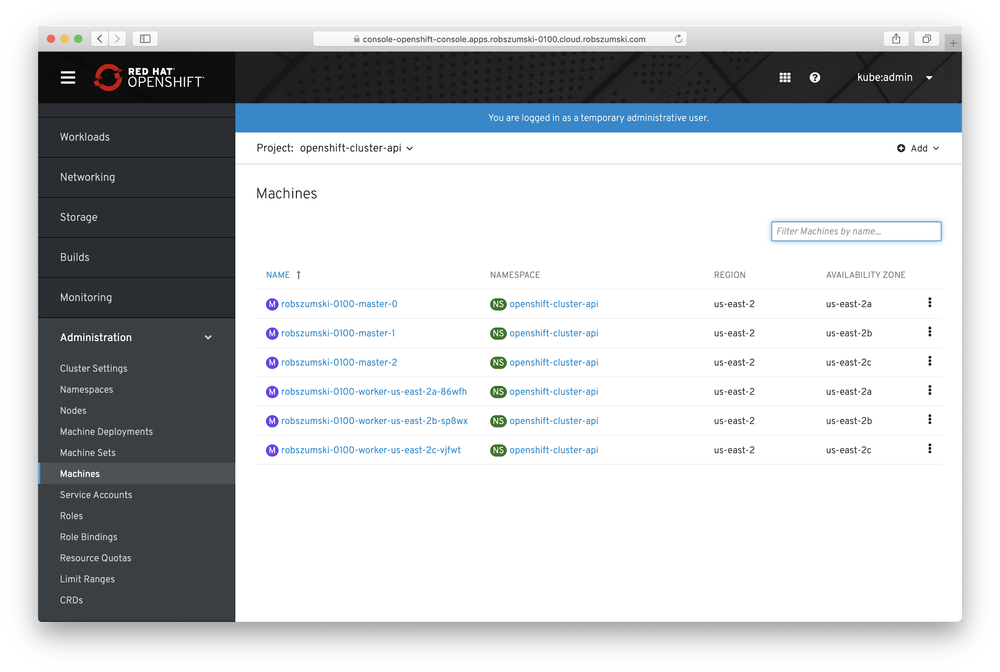 console-openshift-console.apps.robszumski-0100.cloud.robszumski.com
RED HAT
OPENSHIFT
kube:admin
You are logged in as a temporary administrative user.
Workloads
Networking
Storage
Builds
Monitoring
Administration
Cluster Settings
Namespaces
Nodes
Machine Deployments
Machine Sets
Machines
Service Accounts
Roles
Role Bindings
Resource Quotas
Limit Ranges
CRDs
Project: openshift-cluster-api
Add
Machines
Filter Machines by name...
NAME NAMESPACE REGION AVAILABILITY ZONE
M robszumski-0100-master-0 NS openshift-cluster-api us-east-2 us-east-2a
M robszumski-0100-master-1 NS openshift-cluster-api us-east-2 us-east-2b
M robszumski-0100-master-2 NS openshift-cluster-api us-east-2 us-east-2c
M robszumski-0100-worker-us-east-2a-86wfh NS openshift-cluster-api us-east-2 us-east-2a
M robszumski-0100-worker-us-east-2b-sp8wx NS openshift-cluster-api us-east-2 us-east-2b
M robszumski-0100-worker-us-east-2c-vjfwt NS openshift-cluster-api us-east-2 us-east-2c